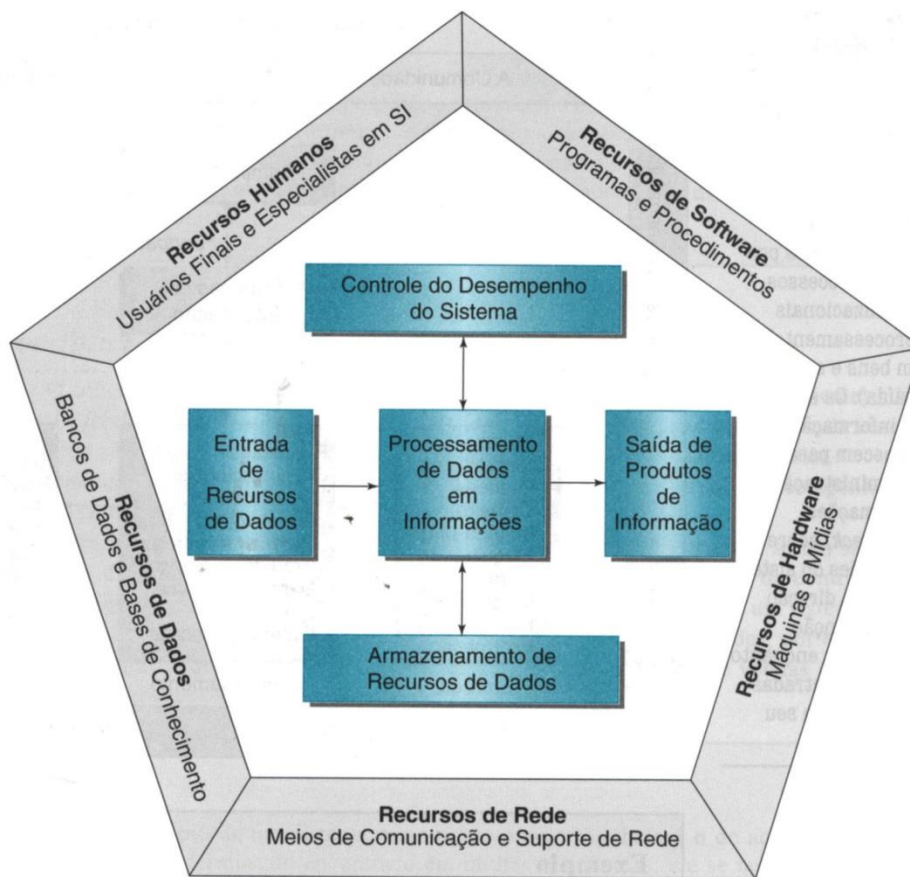 A Comunidade
Recursos Humanos
Usuários Finais e Especialistas em SI
Recursos de Software
Programas e Procedimentos
Controle do Desempenho
do Sistema
Entrada
de
Recursos
de Dados
Processamento
de Dados
em
Informações
Saída de
Produtos
de
Informação
Armazenamento de
Recursos de Dados
Recursos de Dados
Bancos de Dados e Bases de Conhecimento
Recursos de Hardware
Máquinas e Mídias
Recursos de Rede
Meios de Comunicação e Suporte de Rede
Exemplo